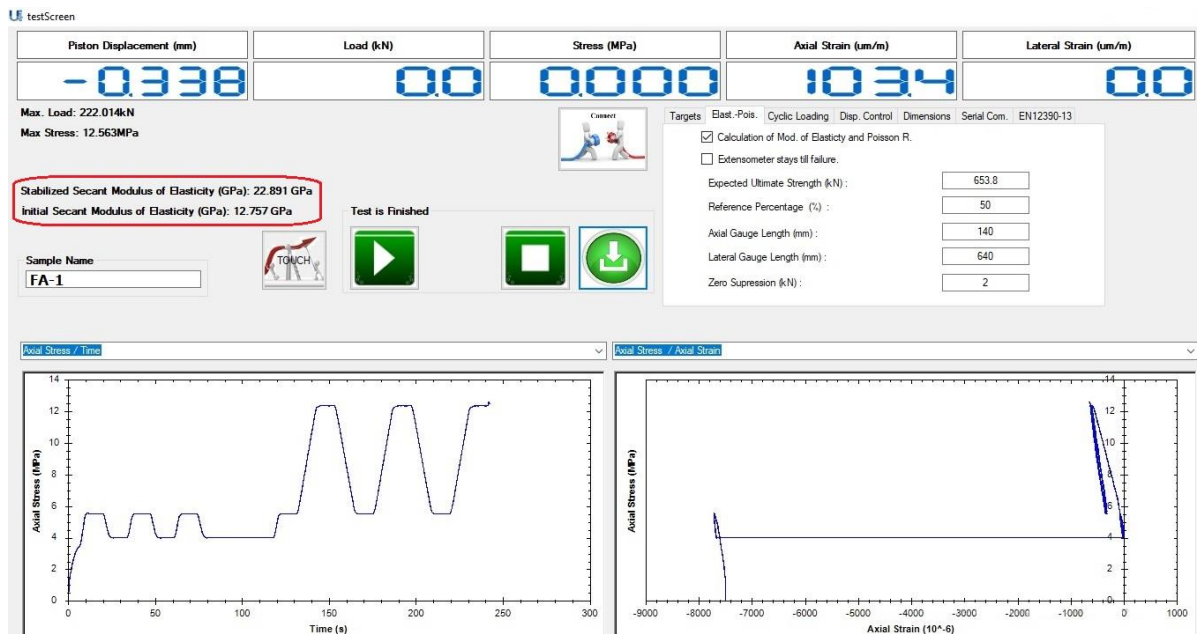 testScreen
Piston Displacement (mm) Load (kN) Stress (MPa) Axial Strain (um/m) Lateral Strain (um/m)
-0.338 0.0 0.000 103.4 0.0
Max. Load: 222.014kN
Max Stress: 12.563MPa
Connect
Targets Elast.-Pois. Cyclic Loading Disp. Control Dimensions Serial Com. EN12390-13
Calculation of Mod. of Elasticty and Poisson R.
Extensometer stays till failure.
Expected Ultimate Strength (kN) : 653.8
Reference Percentage (%) : 50
Axial Gauge Length (mm) : 140
Lateral Gauge Length (mm) : 640
Zero Supression (kN) : 2
Stabilized Secant Modulus of Elasticity (GPa): 22.891 GPa
İnitial Secant Modulus of Elasticity (GPa): 12.757 GPa
Test is Finished
TOUCH
Sample Name
FA-1
Axial Stress / Time
Axial Stress / Axial Strain
14
12
10
8
6
4
2
0
Axial Stress (MPa)
0 50 100 150 200 250 300
Time (s)
14
12
10
8
6
4
2
0
Axial Stress (MPa)
-9000 -8000 -7000 -6000 -5000 -4000 -3000 -2000 -1000 0 1000
Axial Strain (10^-6)